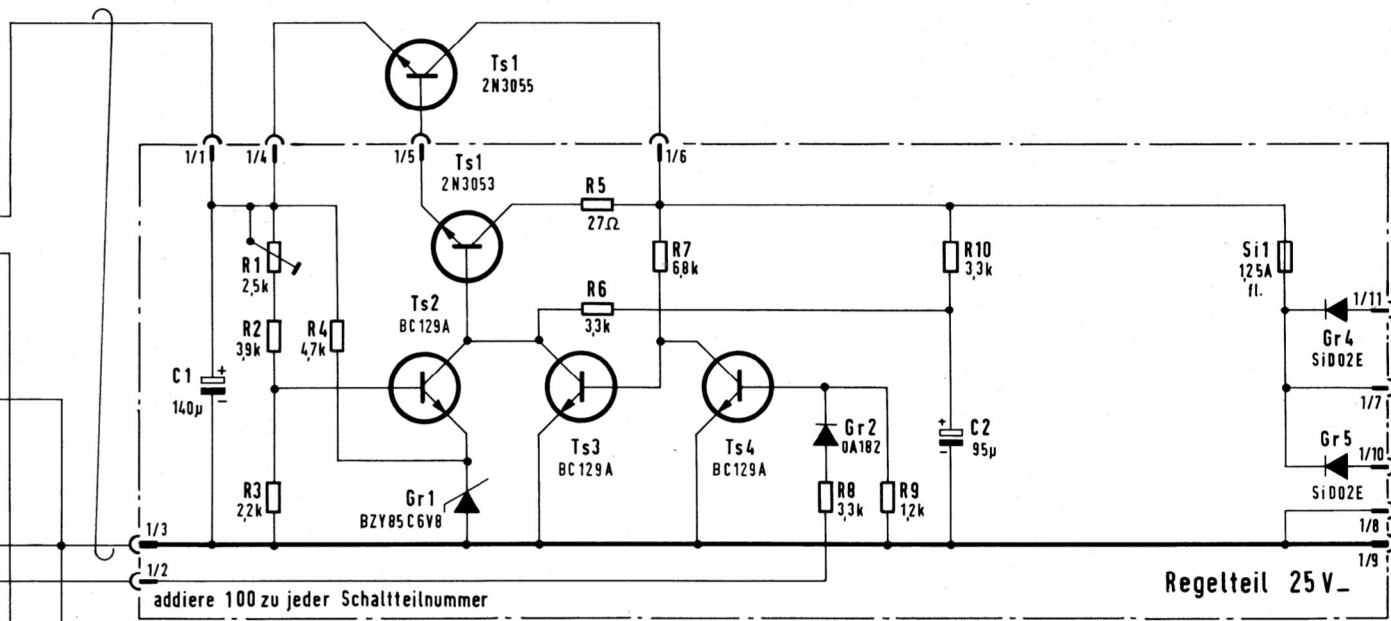 Ts1
2N3055
1/1
1/4
1/5
1/6
Ts1
2N3053
R5
27Ω
R1
2,5k
R7
6,8k
R10
3,3k
Si1
1,25A
fl.
1/11
Ts2
BC129A
R6
3,3k
R2
3,9k
R4
4,7k
Gr4
SiD02E
C1
+
-
140µ
1/7
Ts3
BC129A
Ts4
BC129A
Gr2
OA182
+
-
C2
95µ
Gr5
1/10
SiD02E
R3
2,2k
Gr1
BZY85C6V8
R8
3,3k
R9
1,2k
1/3
1/8
1/2
1/9
addiere 100 zu jeder Schaltteilnummer
Regelteil 25V_